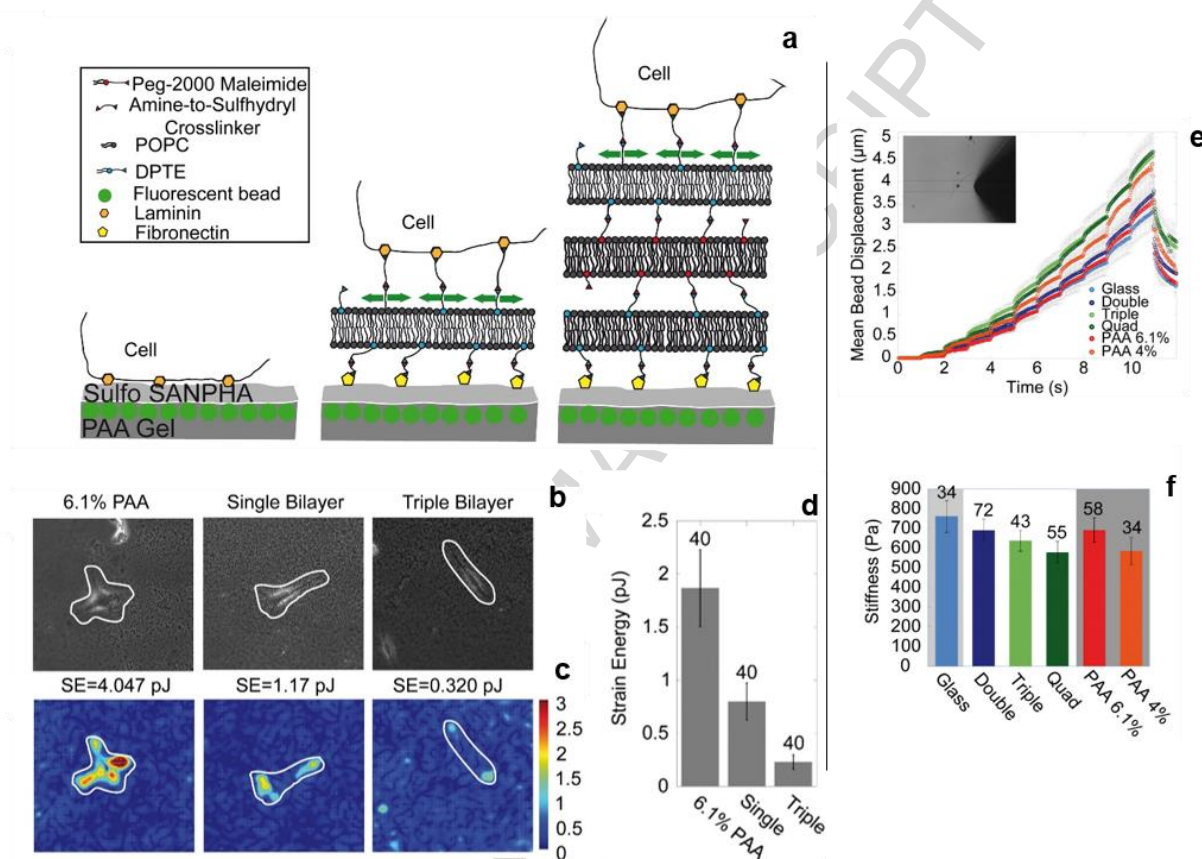 a
Peg-2000 Maleimide
Amine-to-Sulfhydryl
Crosslinker
POPC
DPTE
Fluorescent bead
Laminin
Fibronectin
Cell
Sulfo SANPHA
PAA Gel
Cell
Cell
b
6.1% PAA
Single Bilayer
Triple Bilayer
c
SE=4.047 pJ
SE=1.17 pJ
SE=0.320 pJ
3
2.5
2
1.5
1
0.5
0
d
Strain Energy (pJ)
2.5
2
1.5
1
0.5
0
40
40
40
6.1% PAA
Single
Triple
e
Mean Bead Displacement (μm)
5
4.5
4
3.5
3
2.5
2
1.5
1
0.5
0
Glass
Double
Triple
Quad
PAA 6.1%
PAA 4%
0 2 4 6 8 10
Time (s)
f
Stiffness (Pa)
900
800
700
600
500
400
300
200
100
0
34
72
43
55
58
34
Glass
Double
Triple
Quad
PAA 6.1%
PAA 4%